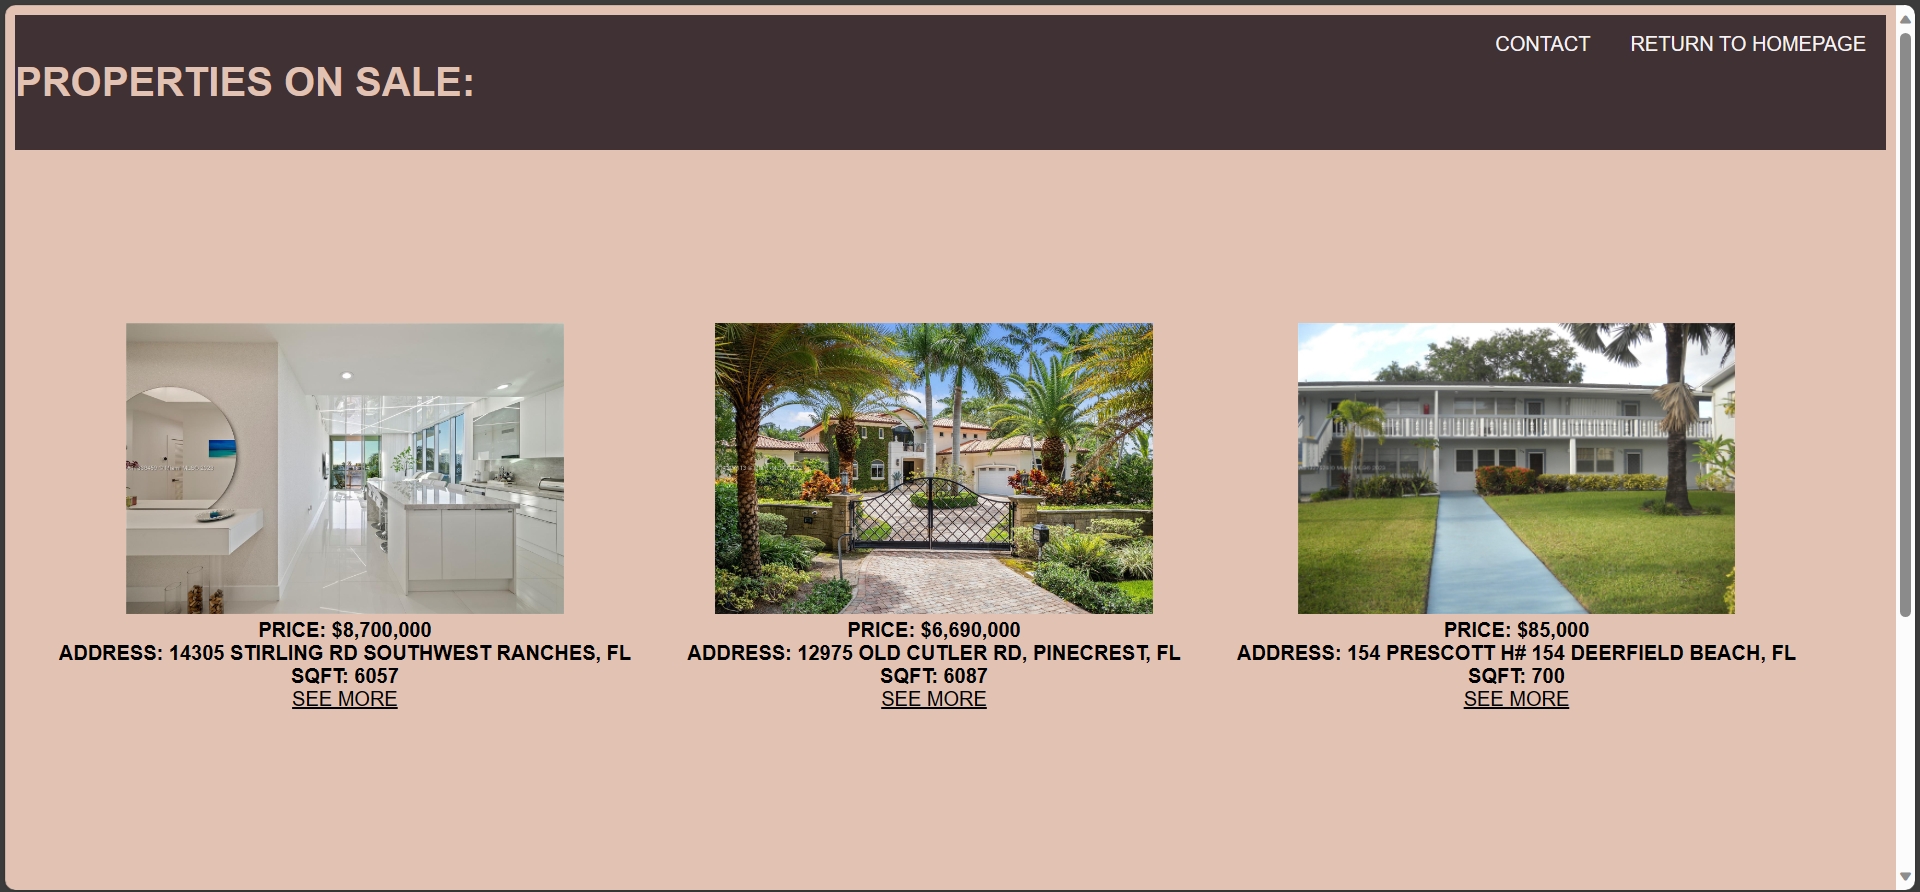 CONTACT
RETURN TO HOMEPAGE
PROPERTIES ON SALE:
PRICE: $8,700,000
ADDRESS: 14305 STIRLING RD SOUTHWEST RANCHES, FL
SQFT: 6057
SEE MORE
PRICE: $6,690,000
ADDRESS: 12975 OLD CUTLER RD, PINECREST, FL
SQFT: 6087
SEE MORE
PRICE: $85,000
ADDRESS: 154 PRESCOTT H# 154 DEERFIELD BEACH, FL
SQFT: 700
SEE MORE